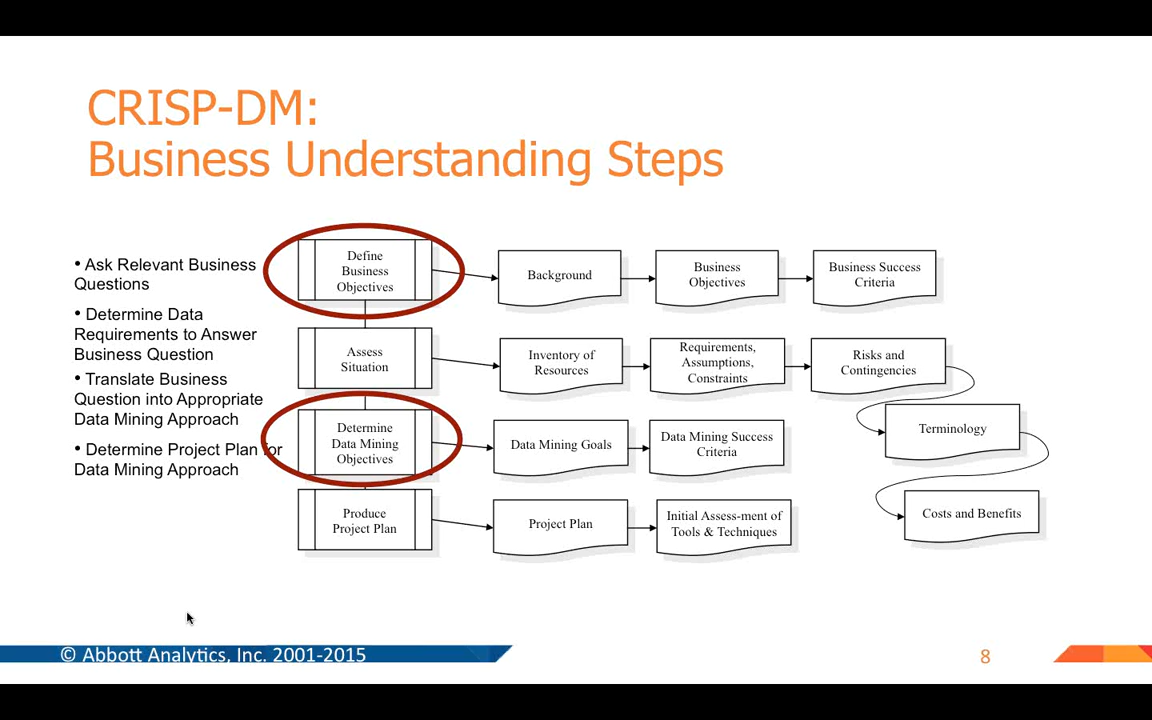 CRISP-DM:
Business Understanding Steps
• Ask Relevant Business
Questions
• Determine Data
Requirements to Answer
Business Question
• Translate Business
Question into Appropriate
Data Mining Approach
• Determine Project Plan for
Data Mining Approach
Define
Business
Objectives
Background
Business
Objectives
Business Success
Criteria
Assess
Situation
Inventory of
Resources
Requirements,
Assumptions,
Constraints
Risks and
Contingencies
Terminology
Costs and Benefits
Determine
Data Mining
Objectives
Data Mining Goals
Data Mining Success
Criteria
Produce
Project Plan
Project Plan
Initial Assess-ment of
Tools & Techniques
© Abbott Analytics, Inc. 2001-2015
8